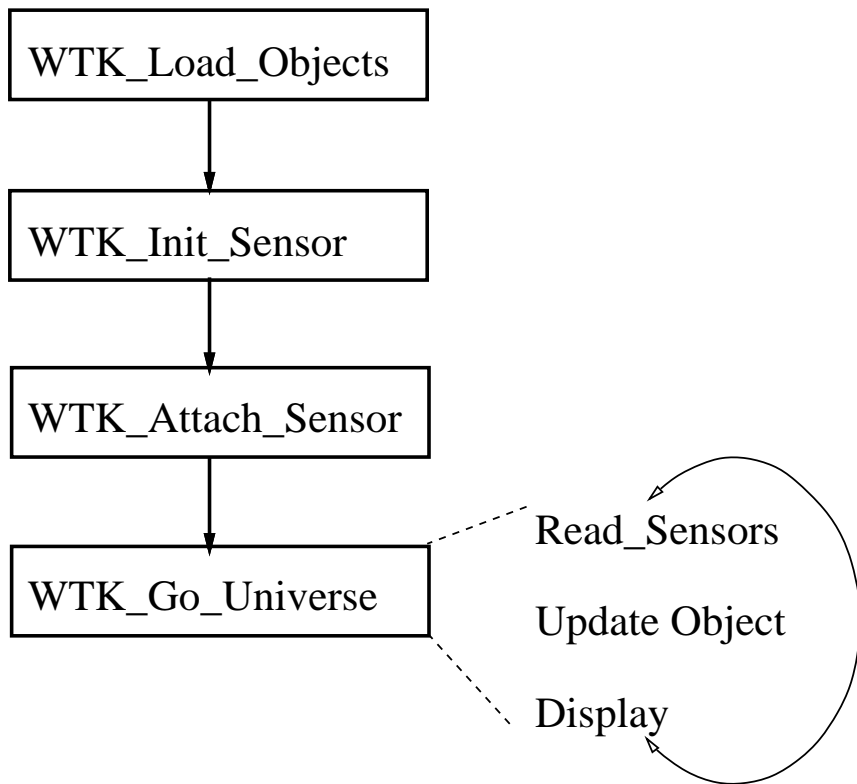 WTK_Load_Objects
WTK_Init_Sensor
WTK_Attach_Sensor
WTK_Go_Universe
Read_Sensors
Update Object
Display